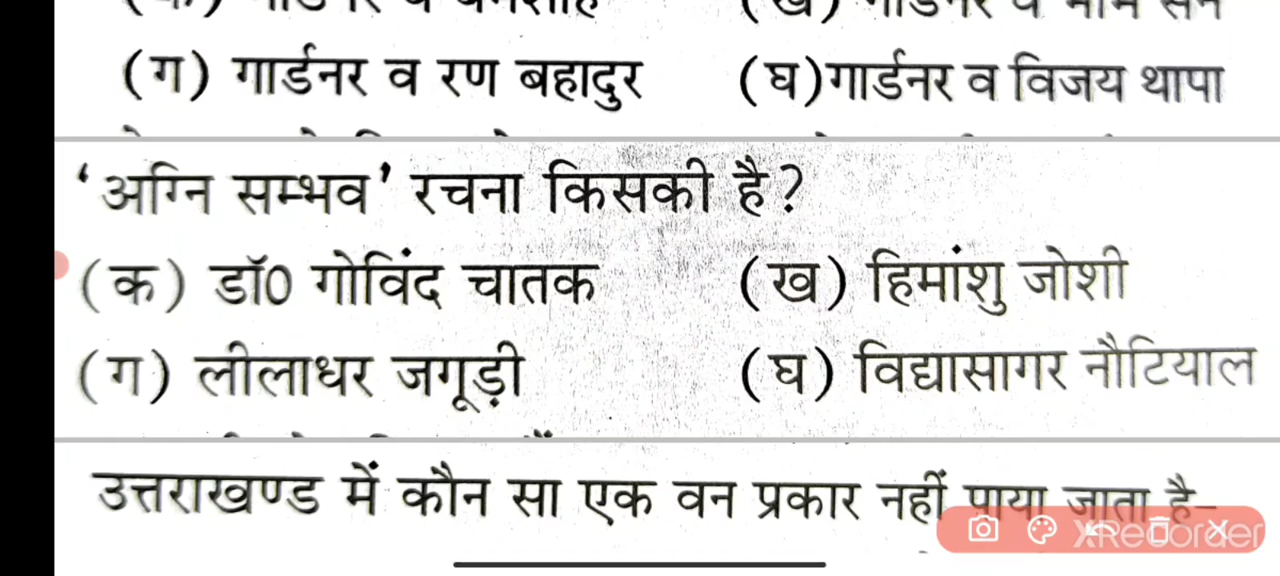 (ग) गार्डनर व रण बहादुर (घ)गार्डनर व विजय थापा
‘अग्नि सम्भव’ रचना किसकी है?
(क) डॉ0 गोविंद चातक (ख) हिमांशु जोशी
(ग) लीलाधर जगूड़ी (घ) विद्यासागर नौटियाल
उत्तराखण्ड में कौन सा एक वन प्रकार नहीं पाया जाता है-
XRecorder